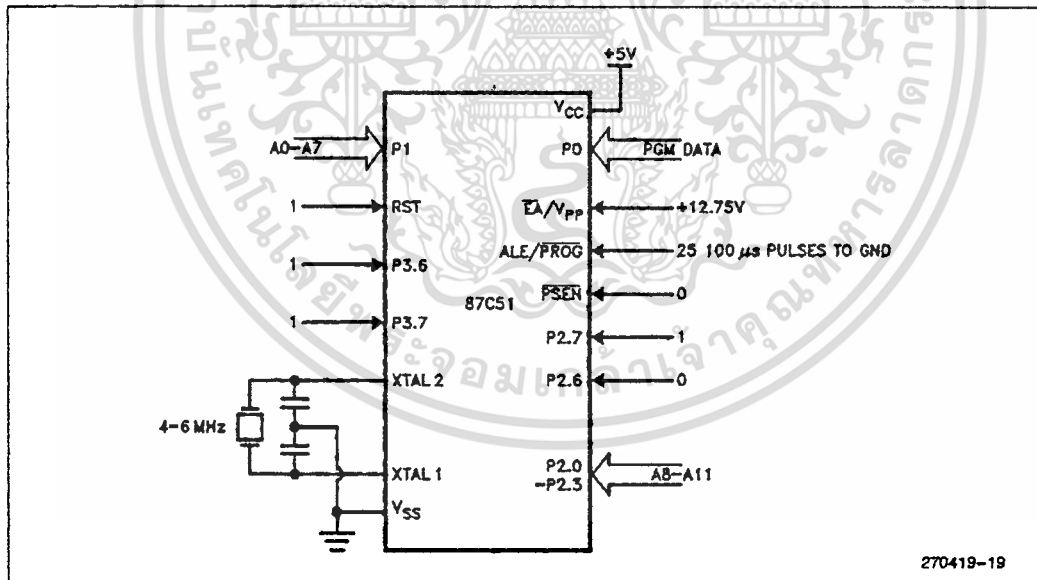 +5V
VCC
A0-A7
P1
P0
PGM DATA
1
RST
EA/VPP
+12.75V
ALE/PROG
25 100 µs PULSES TO GND
1
P3.6
PSEN
0
87C51
1
P3.7
P2.7
1
XTAL 2
P2.6
0
4-6 MHz
XTAL 1
P2.0
-P2.3
A8-A11
VSS
270419-19